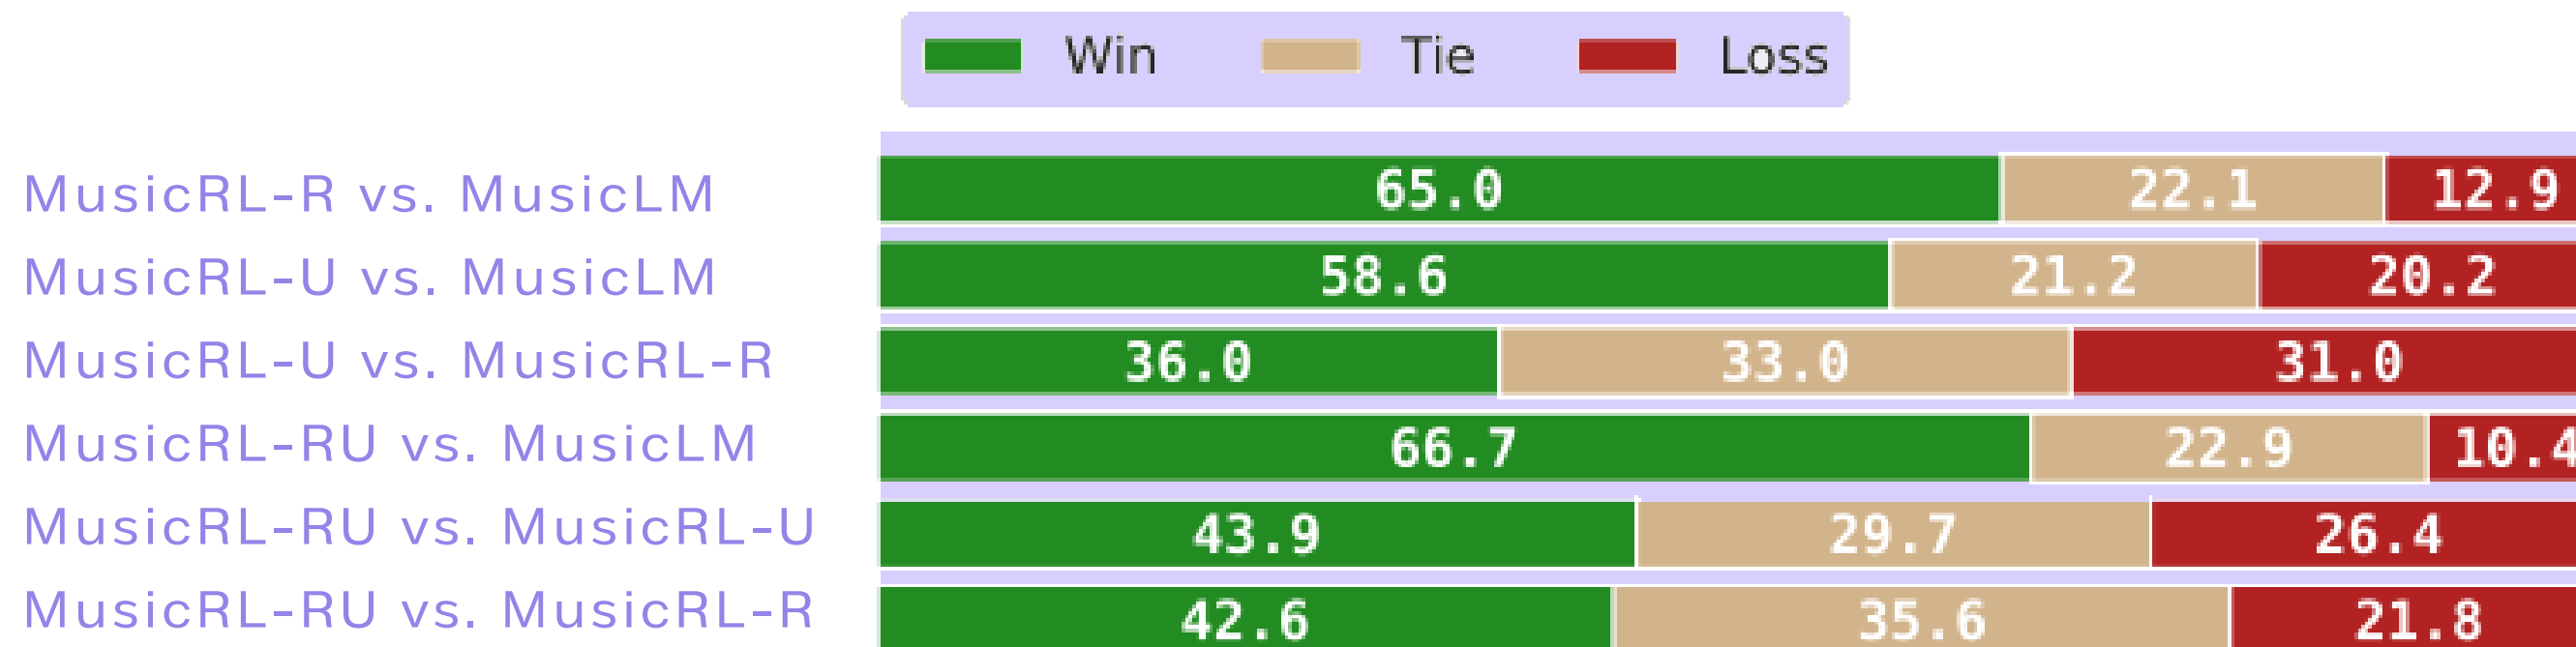 Win Tie Loss
MusicRL-R vs. MusicLM 65.0 22.1 12.9
MusicRL-U vs. MusicLM 58.6 21.2 20.2
MusicRL-U vs. MusicRL-R 36.0 33.0 31.0
MusicRL-RU vs. MusicLM 66.7 22.9 10.4
MusicRL-RU vs. MusicRL-U 43.9 29.7 26.4
MusicRL-RU vs. MusicRL-R 42.6 35.6 21.8